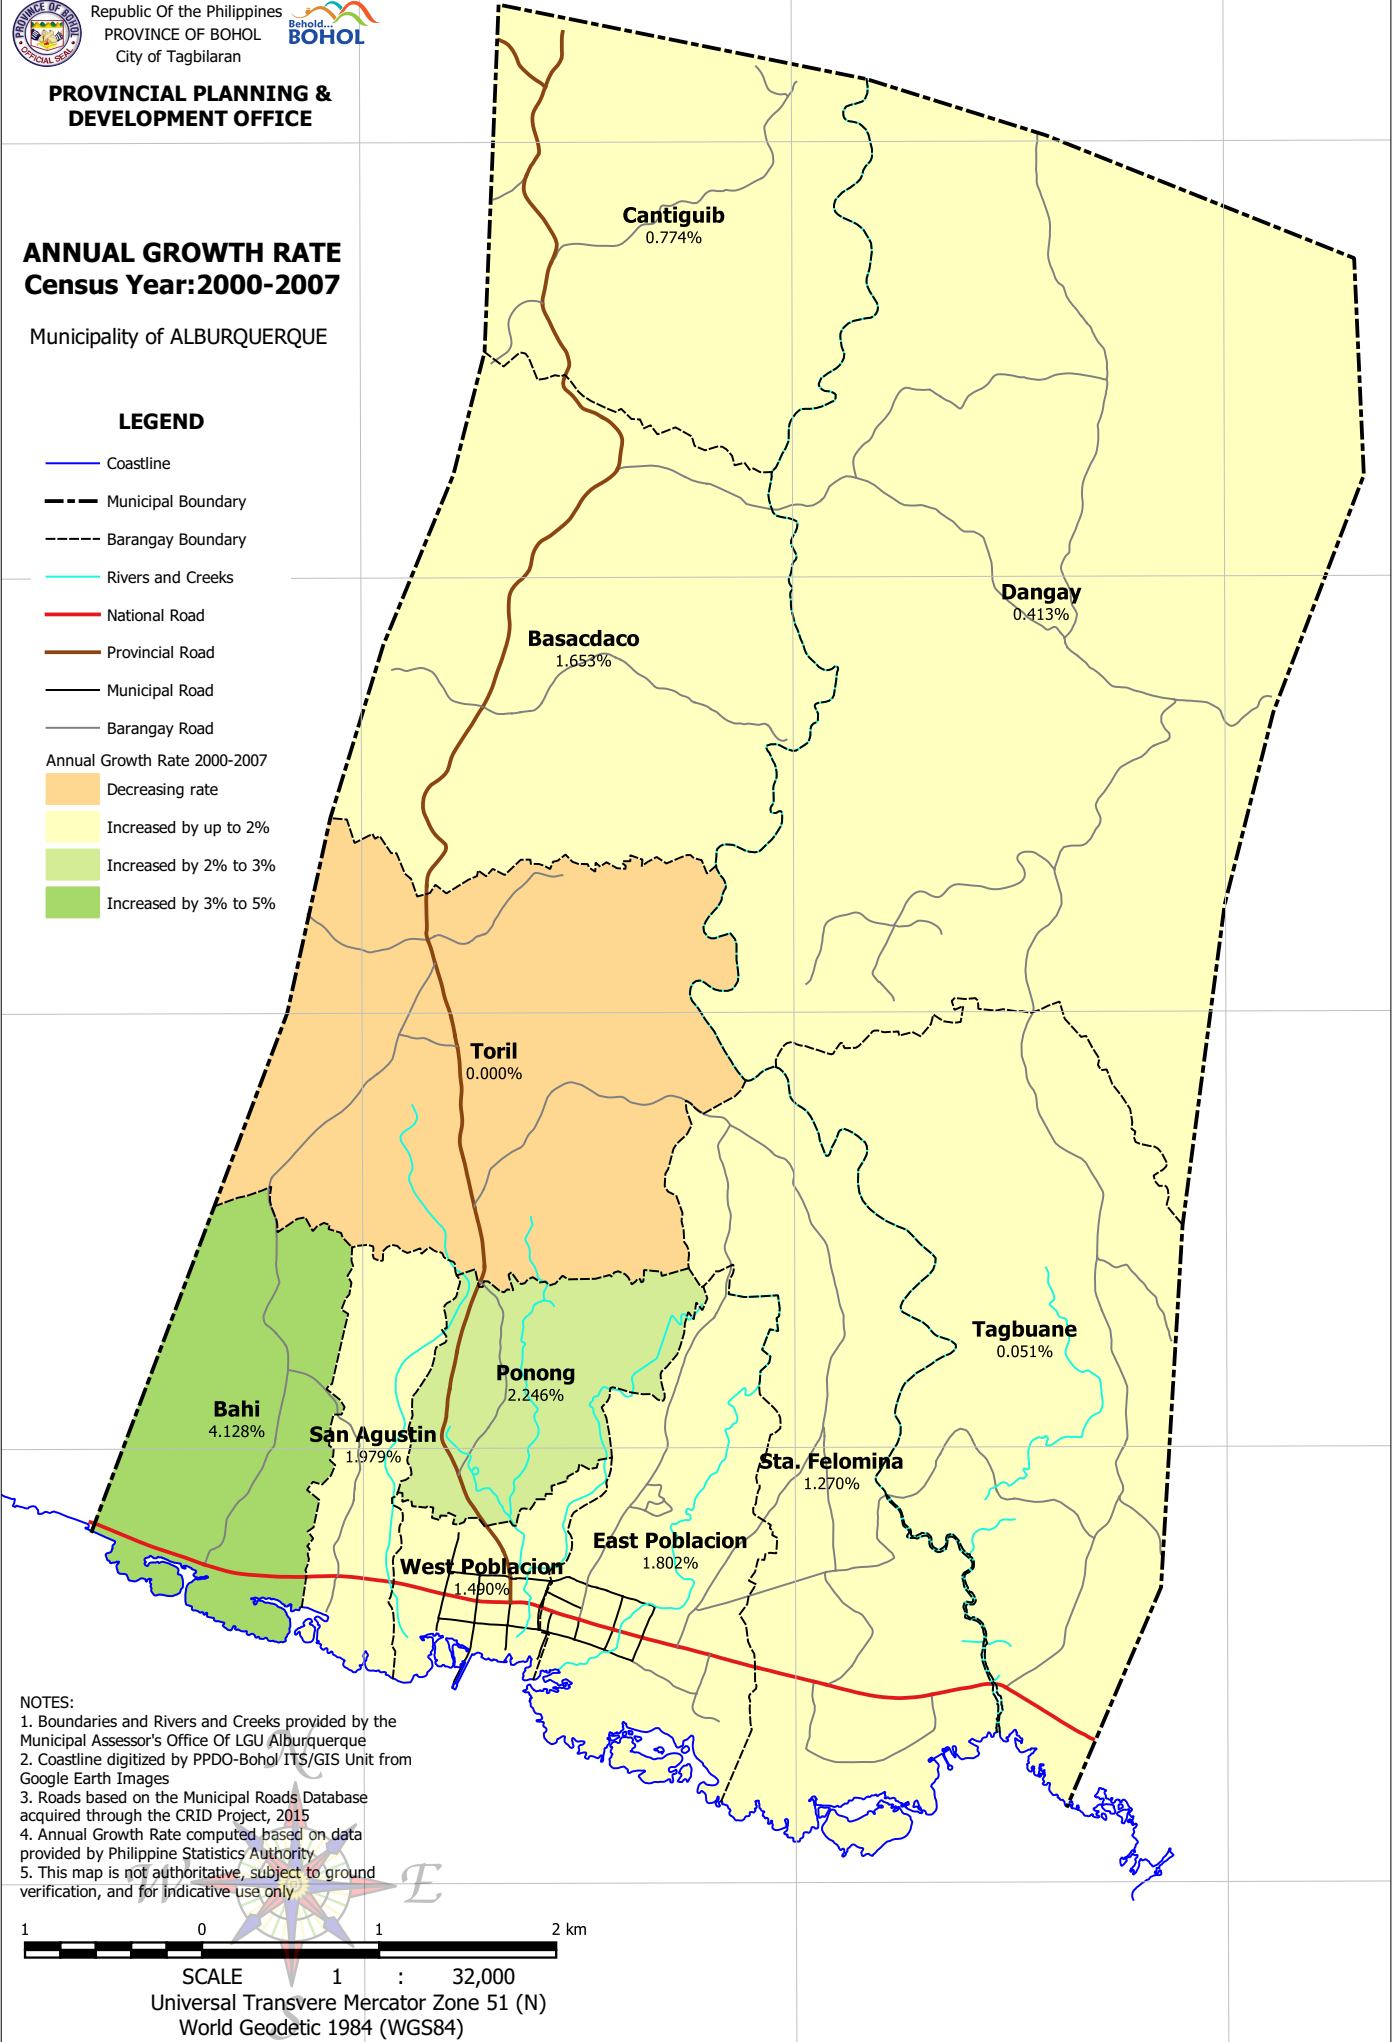 Republic Of the Philippines
PROVINCE OF BOHOL
City of Tagbilaran
PROVINCE OF BOHOL
OFFICIAL SEAL
Behold...
BOHOL
PROVINCIAL PLANNING &
DEVELOPMENT OFFICE
ANNUAL GROWTH RATE
Census Year:2000-2007
Municipality of ALBURQUERQUE
LEGEND
Coastline
Municipal Boundary
Barangay Boundary
Rivers and Creeks
National Road
Provincial Road
Municipal Road
Barangay Road
Annual Growth Rate 2000-2007
Decreasing rate
Increased by up to 2%
Increased by 2% to 3%
Increased by 3% to 5%
Cantiguib
0.774%
Dangay
0.413%
Basacdaco
1.653%
Toril
0.000%
Tagbuane
0.051%
Ponong
2.246%
Bahi
4.128%
San Agustin
1.979%
Sta. Felomina
1.270%
East Poblacion
1.802%
West Poblacion
1.490%
NOTES:
1. Boundaries and Rivers and Creeks provided by the
Municipal Assessor's Office Of LGU Alburquerque
2. Coastline digitized by PPDO-Bohol ITS/GIS Unit from
Google Earth Images
3. Roads based on the Municipal Roads Database
acquired through the CRID Project, 2015
4. Annual Growth Rate computed based on data
provided by Philippine Statistics Authority
5. This map is not authoritative, subject to ground
verification, and for indicative use only
N
W
E
S
1 0 1 2 km
SCALE 1 : 32,000
Universal Transvere Mercator Zone 51 (N)
World Geodetic 1984 (WGS84)